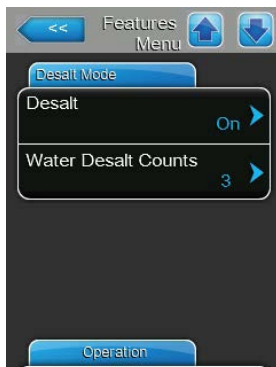 << Features
Menu
Desalt Mode
Desalt
On
Water Desalt Counts
3
Operation